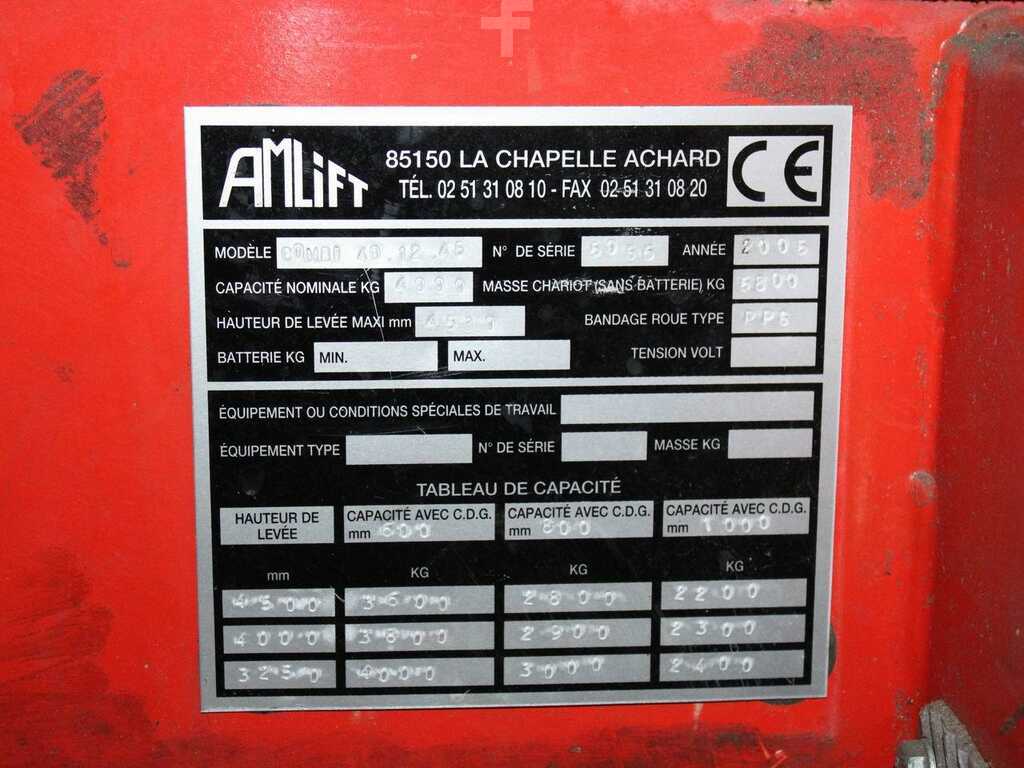 AMLIFT
85150 LA CHAPELLE ACHARD
TÉL. 02 51 31 08 10 - FAX 02 51 31 08 20
CE
MODÈLE COMBI 40.12.45 N° DE SÉRIE ANNÉE 2005
CAPACITÉ NOMINALE KG 4000 MASSE CHARIOT (SANS BATTERIE) KG
HAUTEUR DE LEVÉE MAXI mm 4500 BANDAGE ROUE TYPE PPS
BATTERIE KG MIN. MAX. TENSION VOLT
ÉQUIPEMENT OU CONDITIONS SPÉCIALES DE TRAVAIL
ÉQUIPEMENT TYPE N° DE SÉRIE MASSE KG
TABLEAU DE CAPACITÉ
HAUTEUR DE LEVÉE
CAPACITÉ AVEC C.D.G. mm 600
CAPACITÉ AVEC C.D.G. mm 800
CAPACITÉ AVEC C.D.G. mm 1000
mm KG KG KG
4500 3600 2800 2200
4000 3800 2900 2300
3250 4000 3000 2400